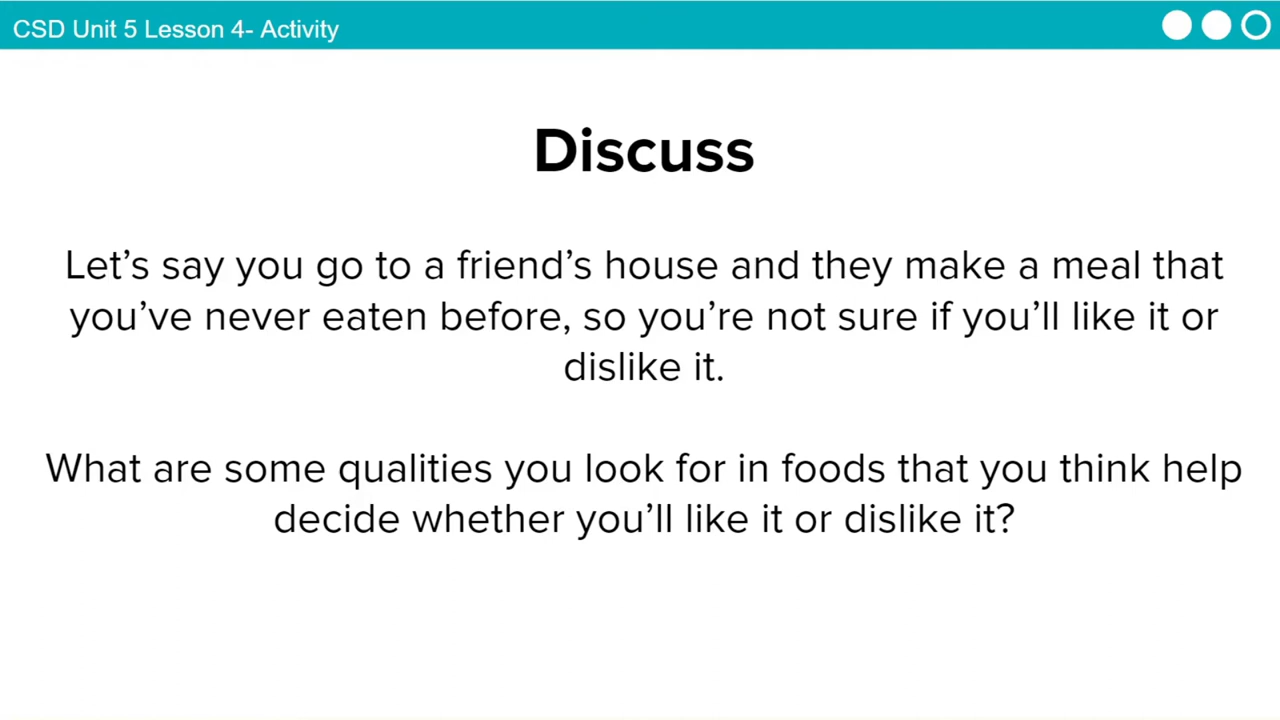 CSD Unit 5 Lesson 4- Activity
Discuss
Let’s say you go to a friend’s house and they make a meal that
you’ve never eaten before, so you’re not sure if you’ll like it or
dislike it.
What are some qualities you look for in foods that you think help
decide whether you’ll like it or dislike it?